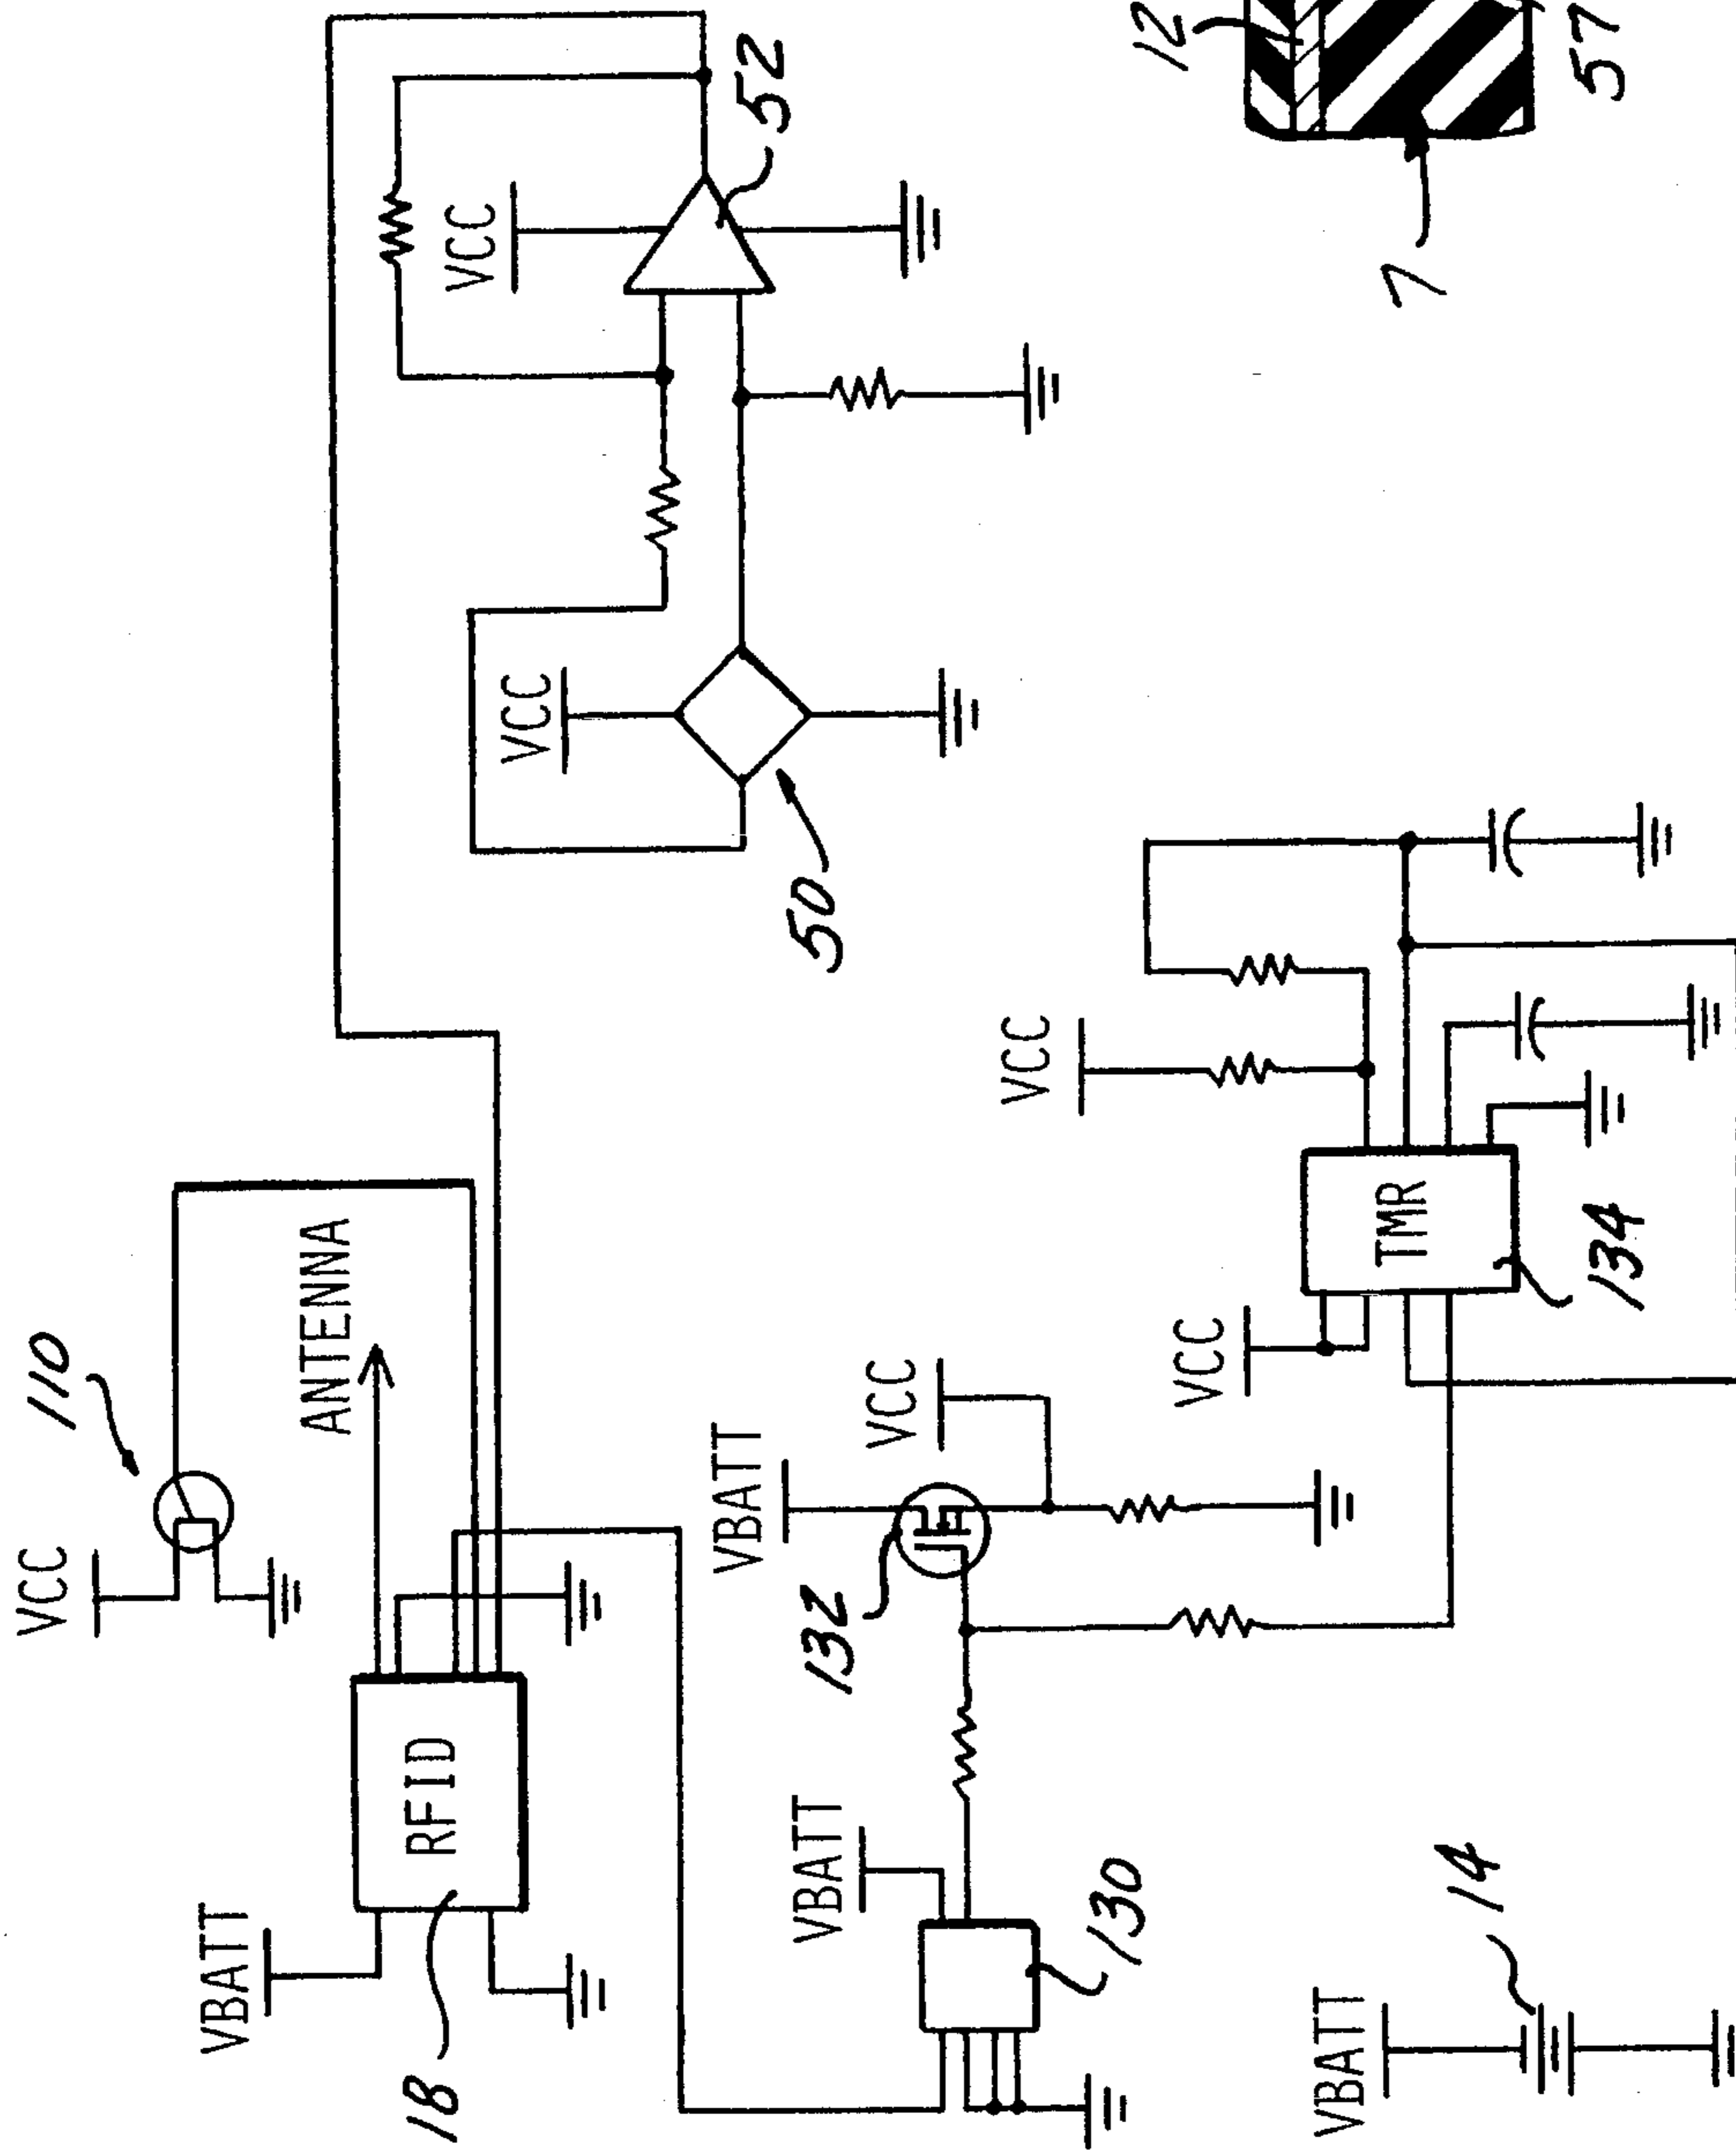 VCC
110
ANTENNA
VBATT
RFID
18
VCC
52
VCC
50
12
7
57
VBATT
VCC
132
VBATT
130
VCC
VCC
TMR
134
VBATT
14